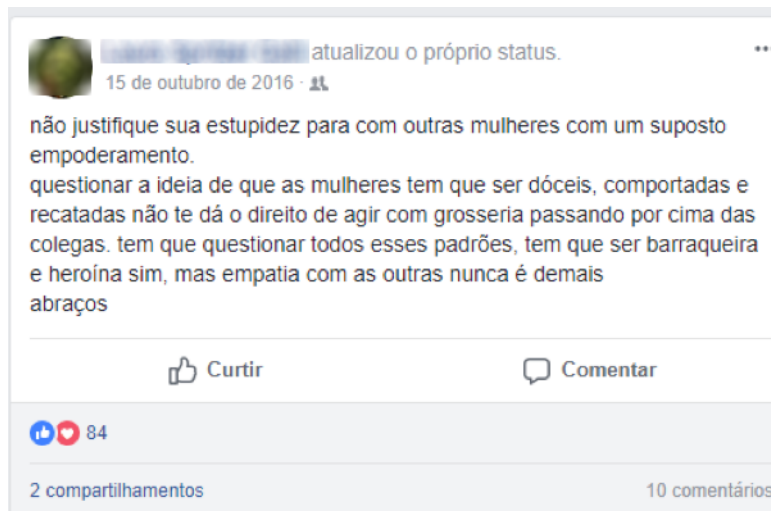 atualizou o próprio status.
15 de outubro de 2016
não justifique sua estupidez para com outras mulheres com um suposto
empoderamento.
questionar a ideia de que as mulheres tem que ser dóceis, comportadas e
recatadas não te dá o direito de agir com grosseria passando por cima das
colegas. tem que questionar todos esses padrões, tem que ser barraqueira
e heroína sim, mas empatia com as outras nunca é demais
abraços
Curtir Comentar
84
2 compartilhamentos 10 comentários